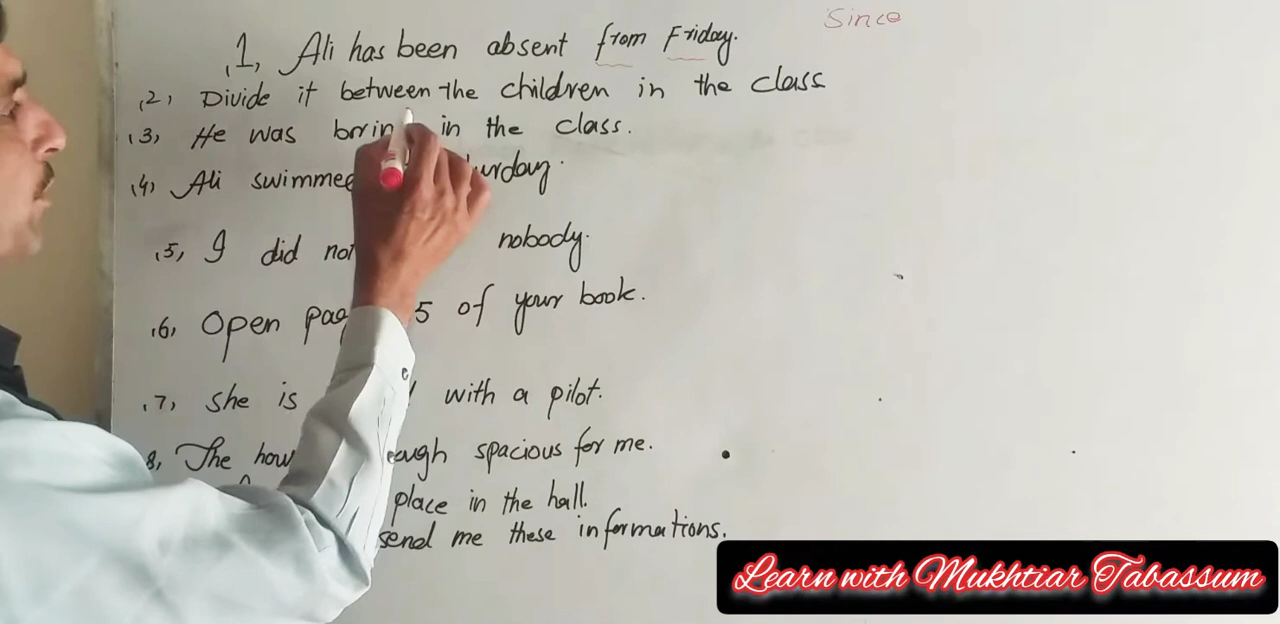 Since
1, Ali has been absent from Friday.
2, Divide it between the children in the class
3, He was in the class.
4, Ali
5, I did not nobody.
6, Open 5 of your book.
7, she is with a pilot.
8, The spacious for me.
place in the hall.
send me these informations.
Learn with Mukhtiar Tabassum